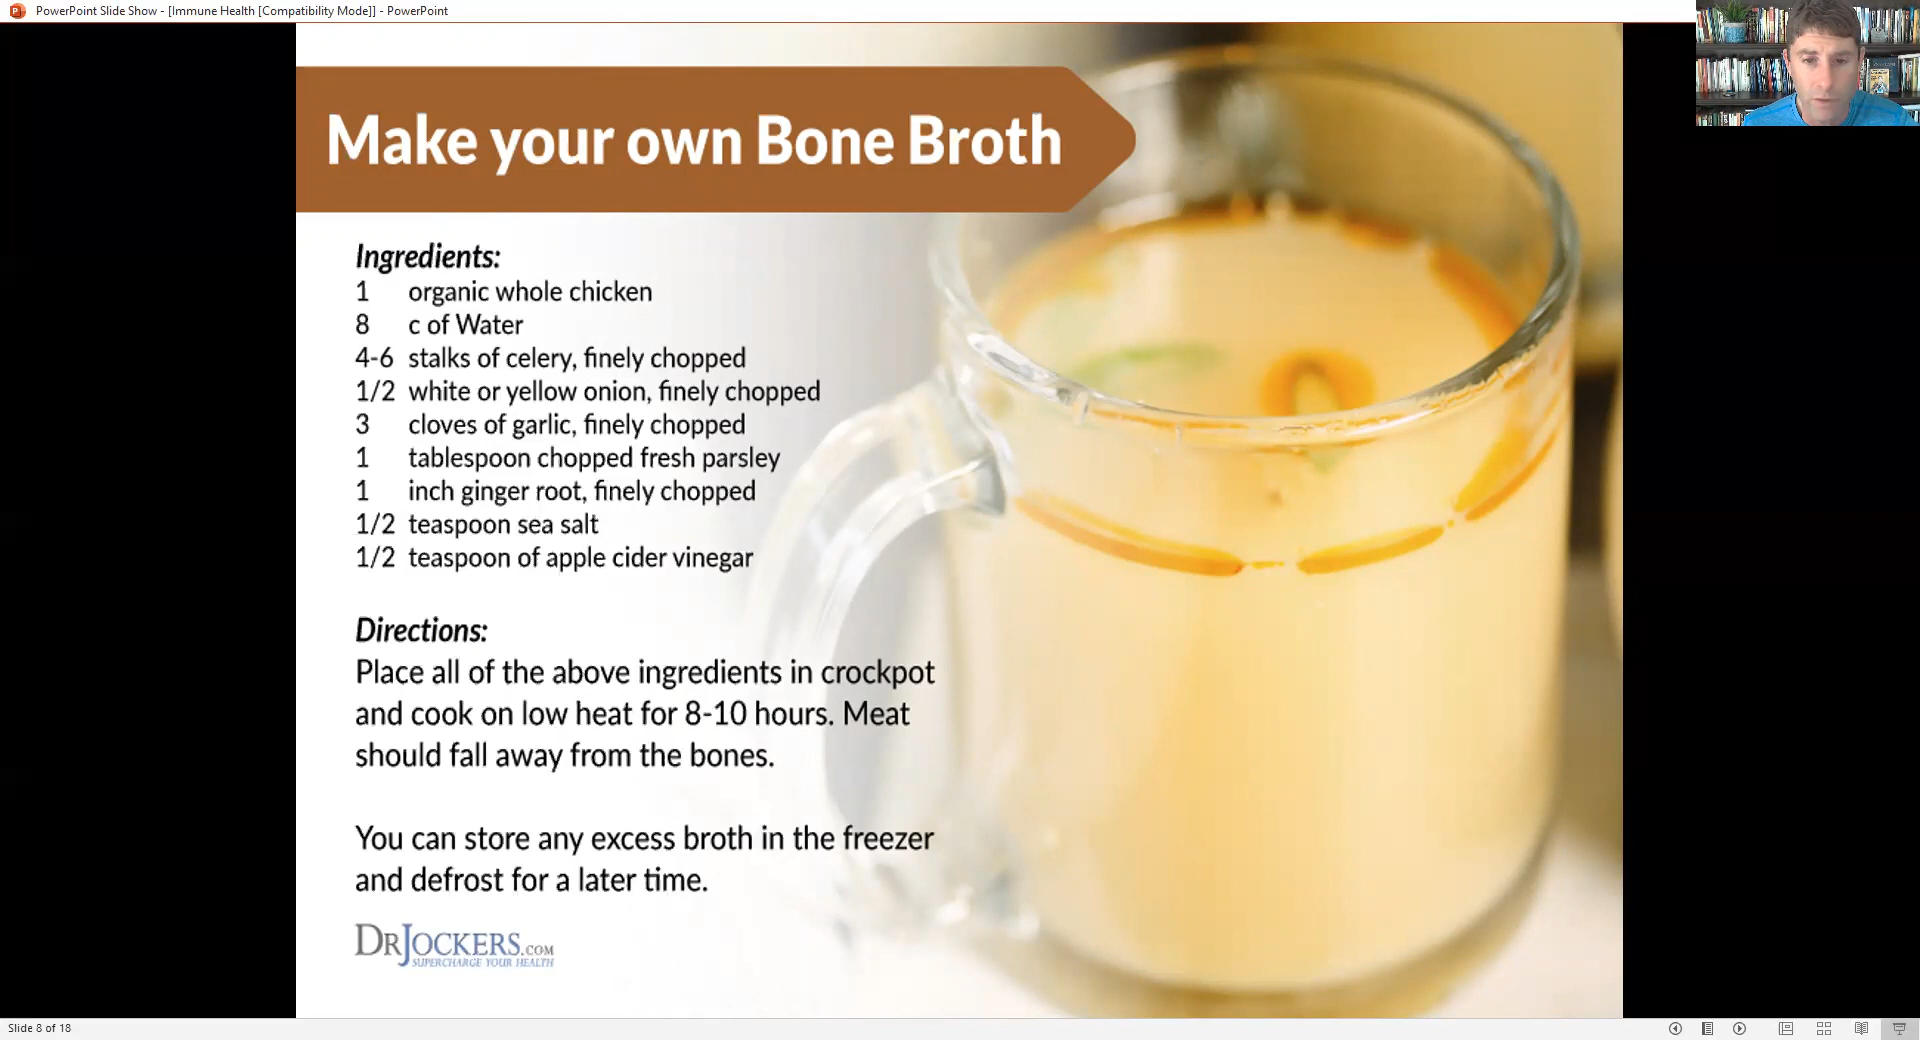 PowerPoint Slide Show - [Immune Health [Compatibility Mode]] - PowerPoint
Make your own Bone Broth
Ingredients:
1 organic whole chicken
8 c of Water
4-6 stalks of celery, finely chopped
1/2 white or yellow onion, finely chopped
3 cloves of garlic, finely chopped
1 tablespoon chopped fresh parsley
1 inch ginger root, finely chopped
1/2 teaspoon sea salt
1/2 teaspoon of apple cider vinegar
Directions:
Place all of the above ingredients in crockpot
and cook on low heat for 8-10 hours. Meat
should fall away from the bones.
You can store any excess broth in the freezer
and defrost for a later time.
DRJOCKERS.COM
SUPERCHARGE YOUR HEALTH
Slide 8 of 18